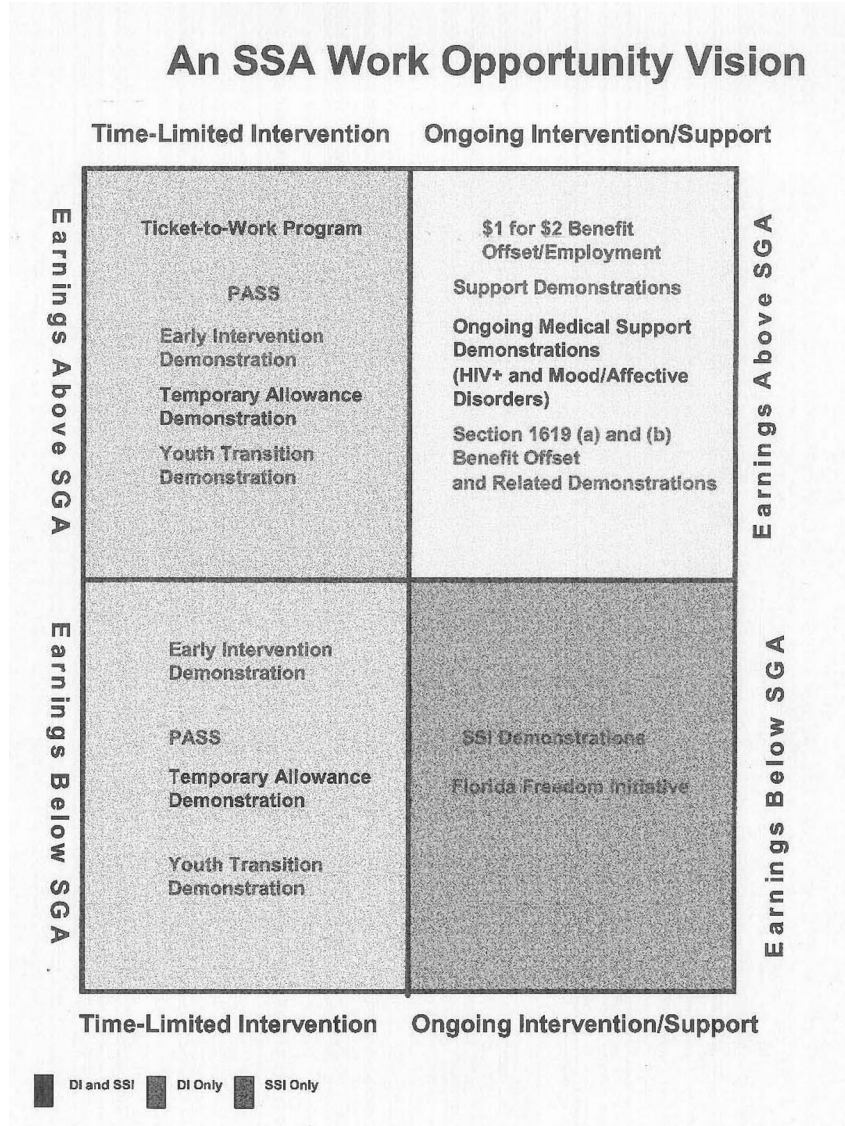 An SSA Work Opportunity Vision
Time-Limited Intervention
Ongoing Intervention/Support
Earnings Above SGA
Ticket-to-Work Program
PASS
Early Intervention
Demonstration
Temporary Allowance
Demonstration
Youth Transition
Demonstration
$1 for $2 Benefit
Offset/Employment
Support Demonstrations
Ongoing Medical Support
Demonstrations
(HIV+ and Mood/Affective
Disorders)
Section 1619 (a) and (b)
Benefit Offset
and Related Demonstrations
Earnings Above SGA
Earnings Below SGA
Early Intervention
Demonstration
PASS
Temporary Allowance
Demonstration
Youth Transition
Demonstration
SSI Demonstrations
Florida Freedom Initiative
Earnings Below SGA
Time-Limited Intervention
Ongoing Intervention/Support
DI and SSI
DI Only
SSI Only